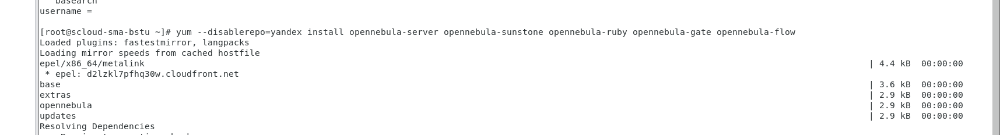 basearch
username =
[root@scloud-sma-bstu ~]# yum --disablerepo=yandex install opennebula-server opennebula-sunstone opennebula-ruby opennebula-gate opennebula-flow
Loaded plugins: fastestmirror, langpacks
Loading mirror speeds from cached hostfile
epel/x86_64/metalink | 4.4 kB 00:00:00
* epel: d2lzkl7pfhq30w.cloudfront.net
base | 3.6 kB 00:00:00
extras | 2.9 kB 00:00:00
opennebula | 2.9 kB 00:00:00
updates | 2.9 kB 00:00:00
Resolving Dependencies